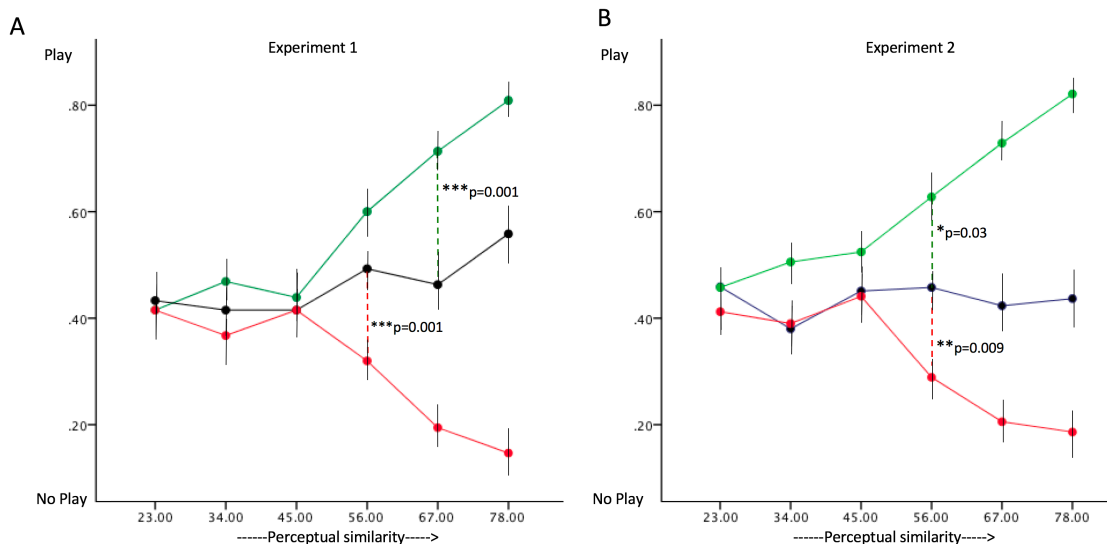 A
Experiment 1
Play
.80
***p=0.001
.60
.40
***p=0.001
.20
No Play
23.00 34.00 45.00 56.00 67.00 78.00
------Perceptual similarity----->
B
Experiment 2
Play
.80
.60
*p=0.03
.40
**p=0.009
.20
No Play
23.00 34.00 45.00 56.00 67.00 78.00
------Perceptual similarity----->